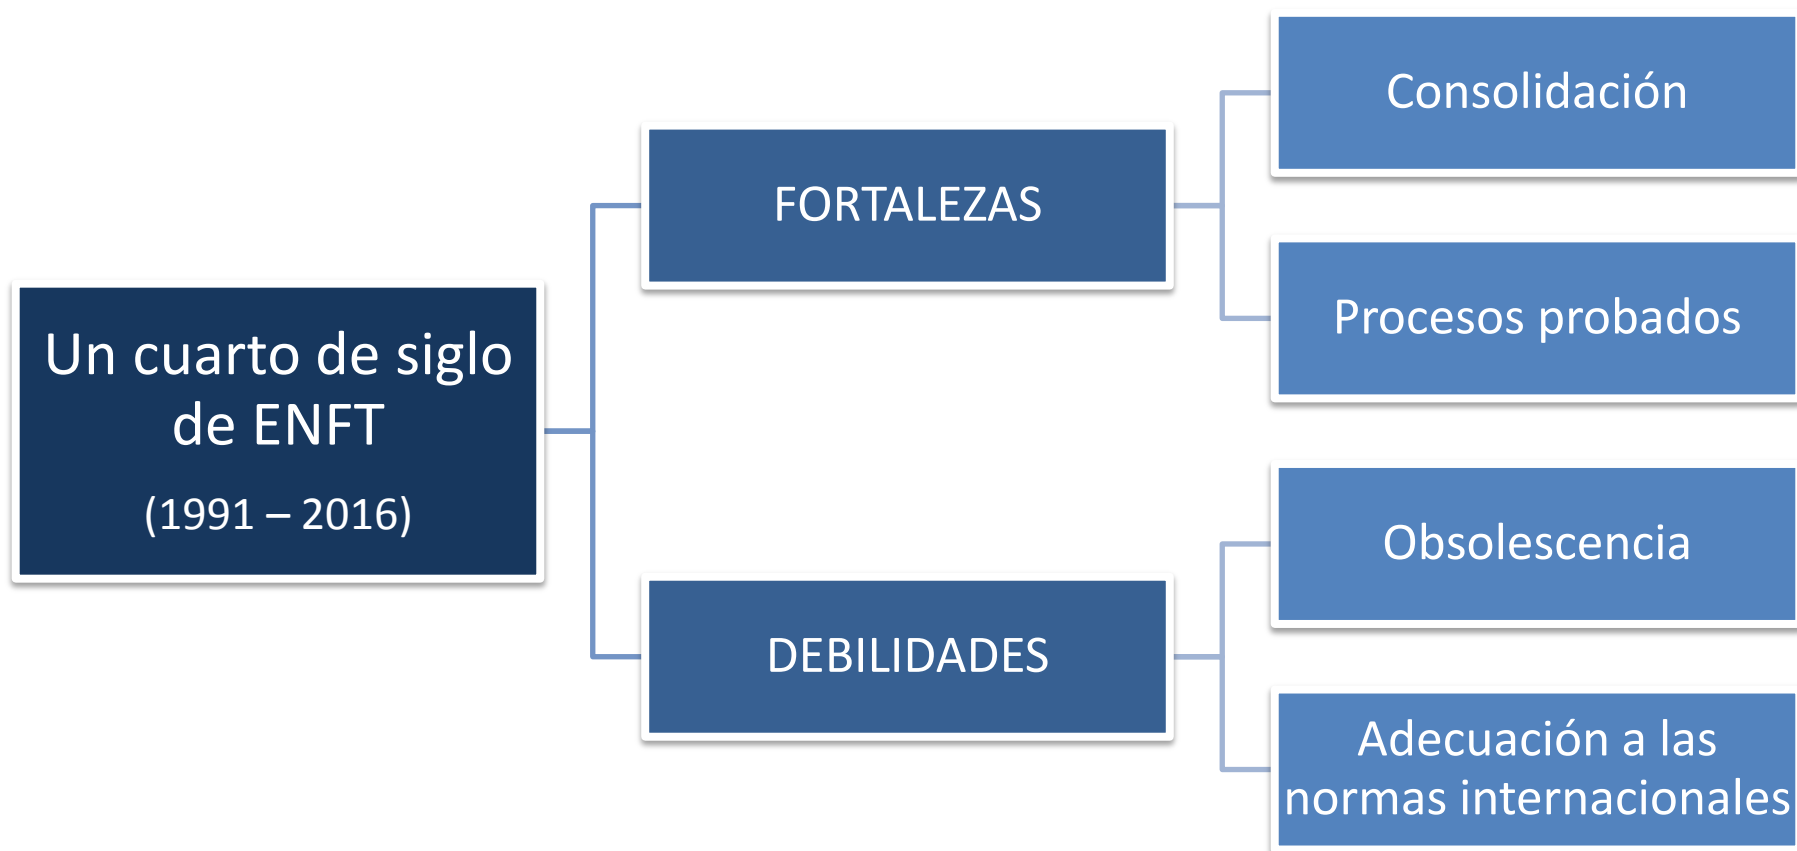 Un cuarto de siglo
de ENFT
(1991 – 2016)
FORTALEZAS
Consolidación
Procesos probados
DEBILIDADES
Obsolescencia
Adecuación a las
normas internacionales